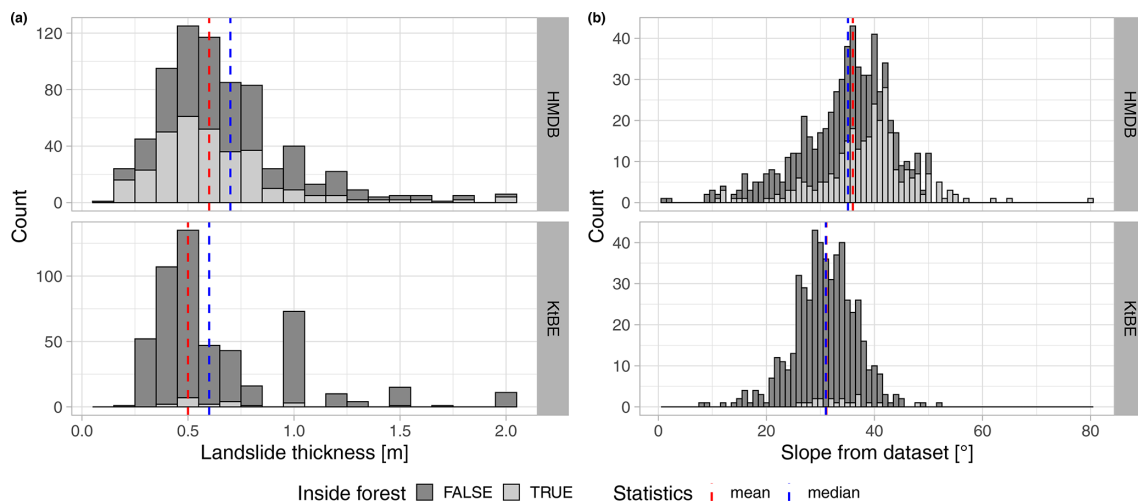 (a)
(b)
120
80
40
0
HMDB
100
50
0
KtBE
Count
0.0 0.5 1.0 1.5 2.0
Landslide thickness [m]
40
30
20
10
0
HMDB
40
30
20
10
0
KtBE
Count
0 20 40 60 80
Slope from dataset [°]
Inside forest FALSE TRUE Statistics mean median